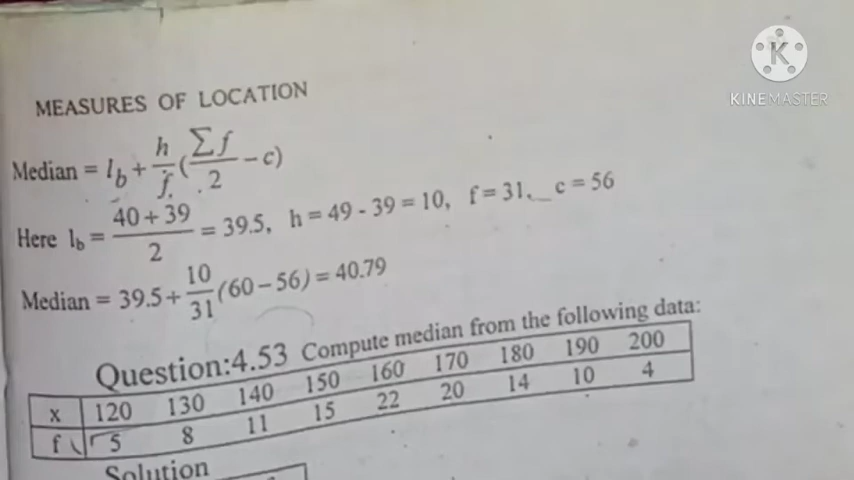 K
KINEMASTER
MEASURES OF LOCATION
Median = l_b + h/f (∑f/2 − c)
Here l_b = (40 + 39)/2 = 39.5, h = 49 - 39 = 10, f = 31, c = 56
Median = 39.5 + 10/31 (60 − 56) = 40.79
Question:4.53 Compute median from the following data:
x 120 130 140 150 160 170 180 190 200
f 5 8 11 15 22 20 14 10 4
Solution